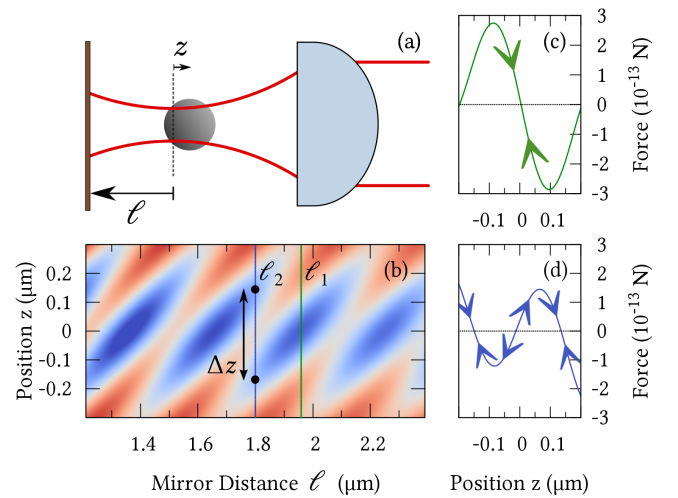 z
(a)
ℓ
(c)
3
2
1
0
-1
-2
-3
Force (10⁻¹³ N)
-0.1 0 0.1
(b)
ℓ₂ ℓ₁
Δz
0.2
0.1
0
-0.1
-0.2
Position z (μm)
1.4 1.6 1.8 2 2.2
Mirror Distance ℓ (μm)
(d)
3
2
1
0
-1
-2
-3
Force (10⁻¹³ N)
-0.1 0 0.1
Position z (μm)